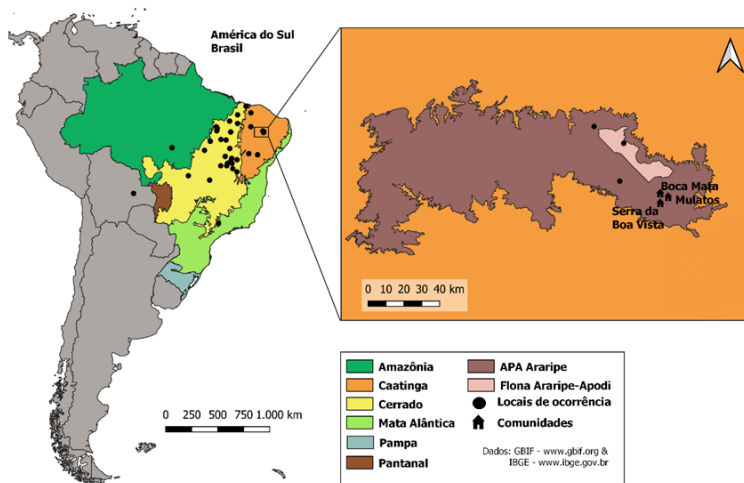 América do Sul
Brasil
Boca Mata
Mulatos
Serra da
Boa Vista
0 10 20 30 40 km
0 250 500 750 1.000 km
Amazônia
Caatinga
Cerrado
Mata Alântica
Pampa
Pantanal
APA Araripe
Flona Araripe-Apodi
Locais de ocorrência
Comunidades
Dados: GBIF - www.gbif.org &
IBGE - www.ibge.gov.br